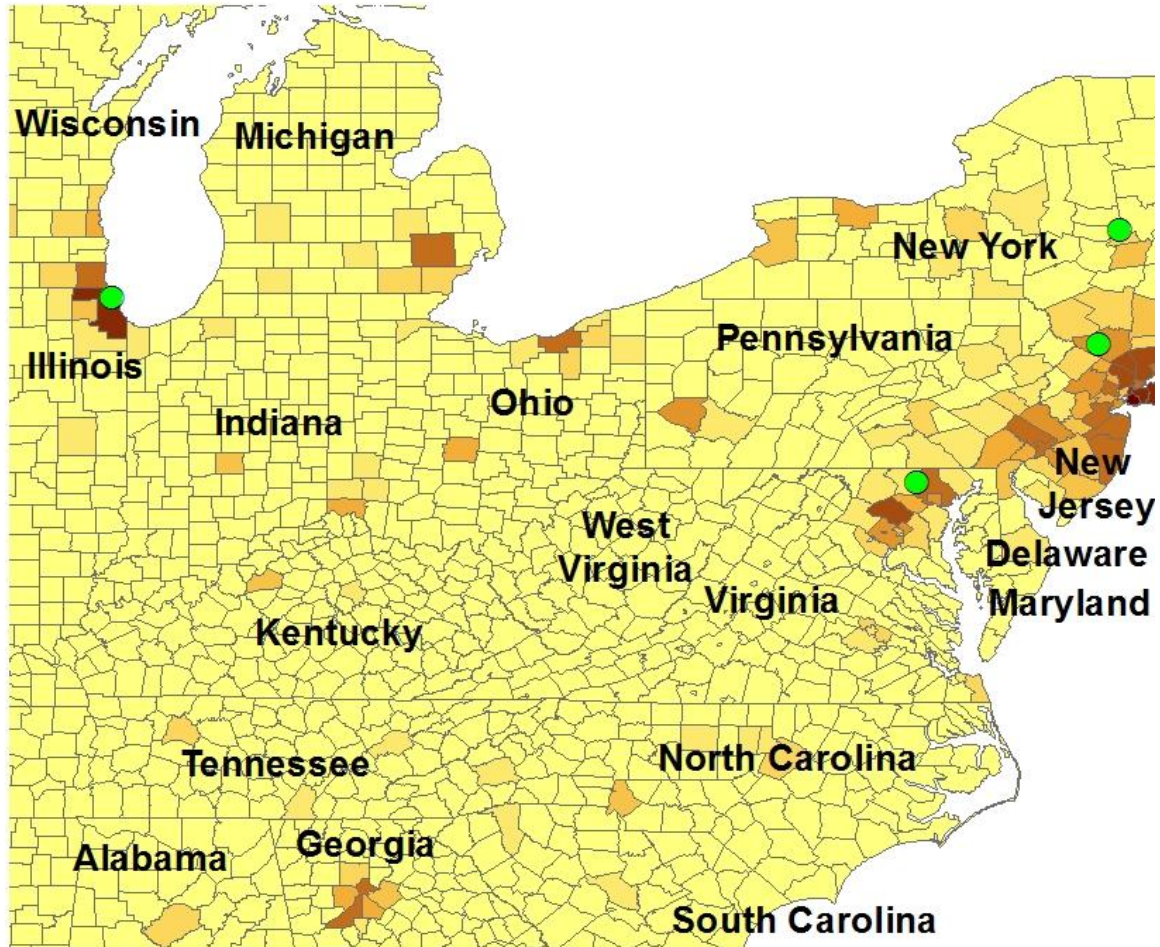 Wisconsin
Michigan
New York
Pennsylvania
Illinois
Ohio
Indiana
New
Jersey
West
Virginia
Delaware
Virginia
Maryland
Kentucky
Tennessee
North Carolina
Georgia
Alabama
South Carolina